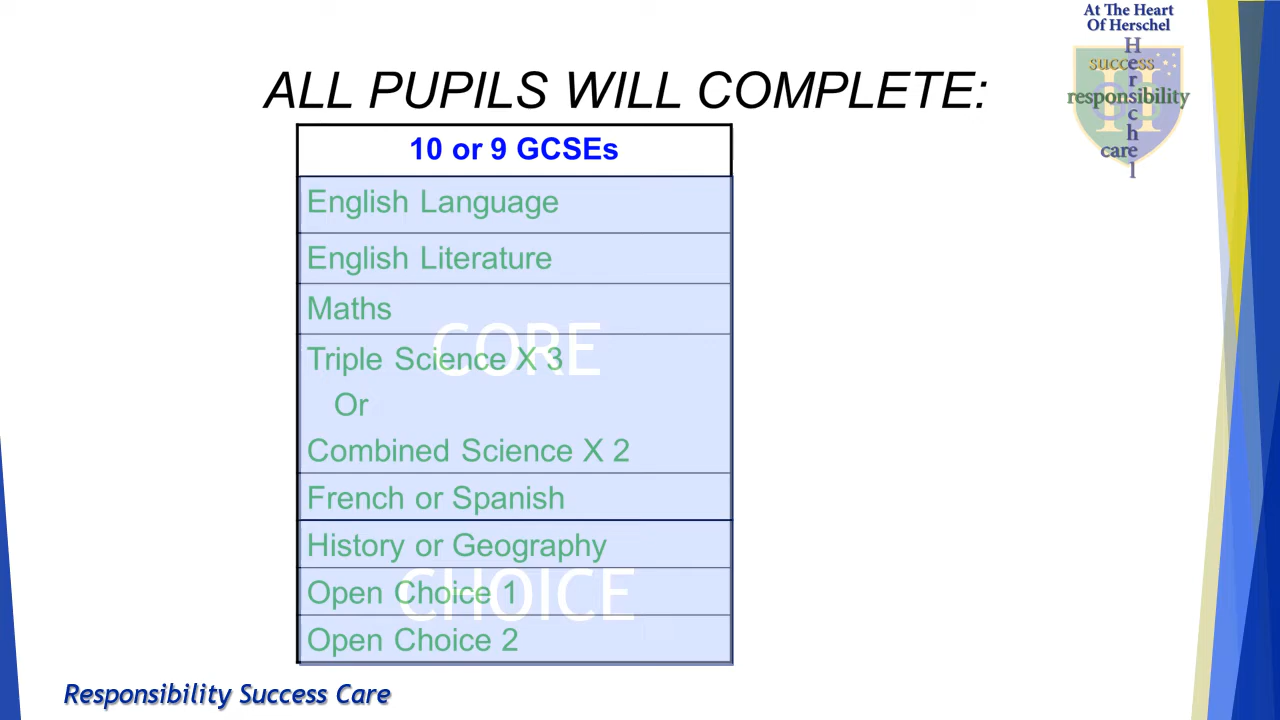 At The Heart
Of Herschel
Herschel
success
responsibility
care
ALL PUPILS WILL COMPLETE:
10 or 9 GCSEs
English Language
English Literature
Maths
CORE
Triple Science X 3
Or
Combined Science X 2
French or Spanish
History or Geography
CHOICE
Open Choice 1
Open Choice 2
Responsibility Success Care